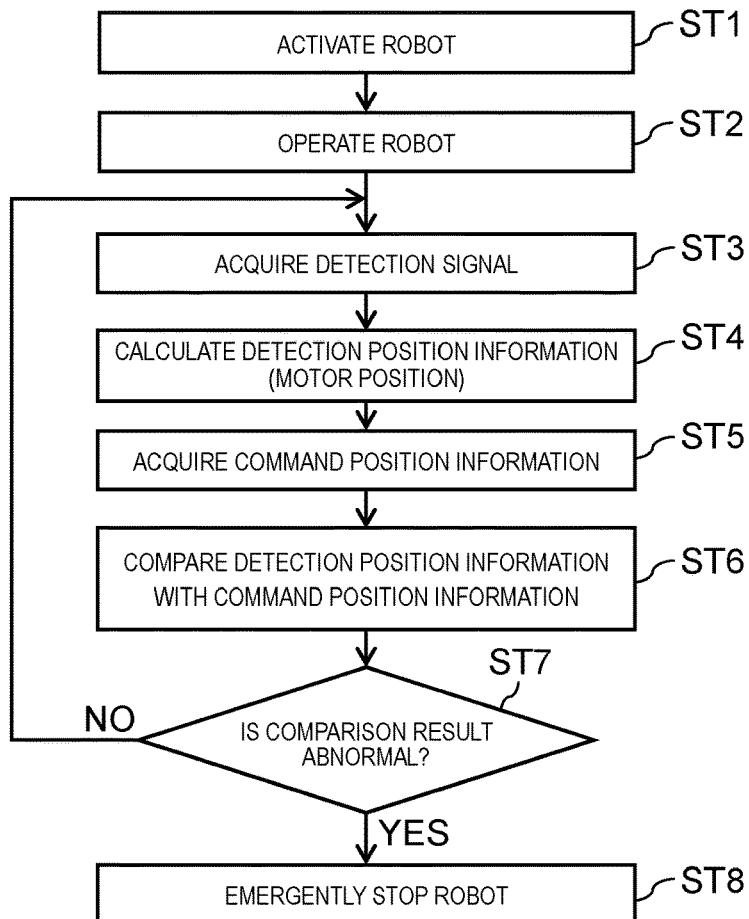 ACTIVATE ROBOT
ST1
OPERATE ROBOT
ST2
ACQUIRE DETECTION SIGNAL
ST3
CALCULATE DETECTION POSITION INFORMATION
(MOTOR POSITION)
ST4
ACQUIRE COMMAND POSITION INFORMATION
ST5
COMPARE DETECTION POSITION INFORMATION
WITH COMMAND POSITION INFORMATION
ST6
ST7
NO
IS COMPARISON RESULT
ABNORMAL?
YES
EMERGENTLY STOP ROBOT
ST8